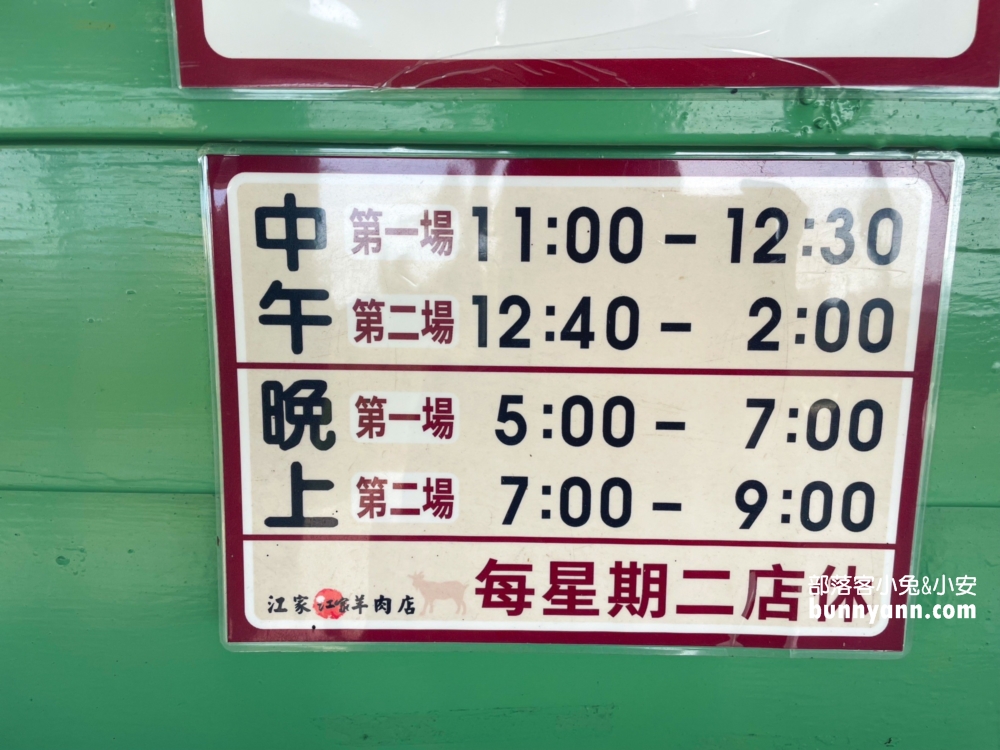 中午
第一場 11:00 - 12:30
第二場 12:40 - 2:00
晚上
第一場 5:00 - 7:00
第二場 7:00 - 9:00
江家 江家 羊肉店
每星期二店休
部落客小兔&小安
bunnyann.com